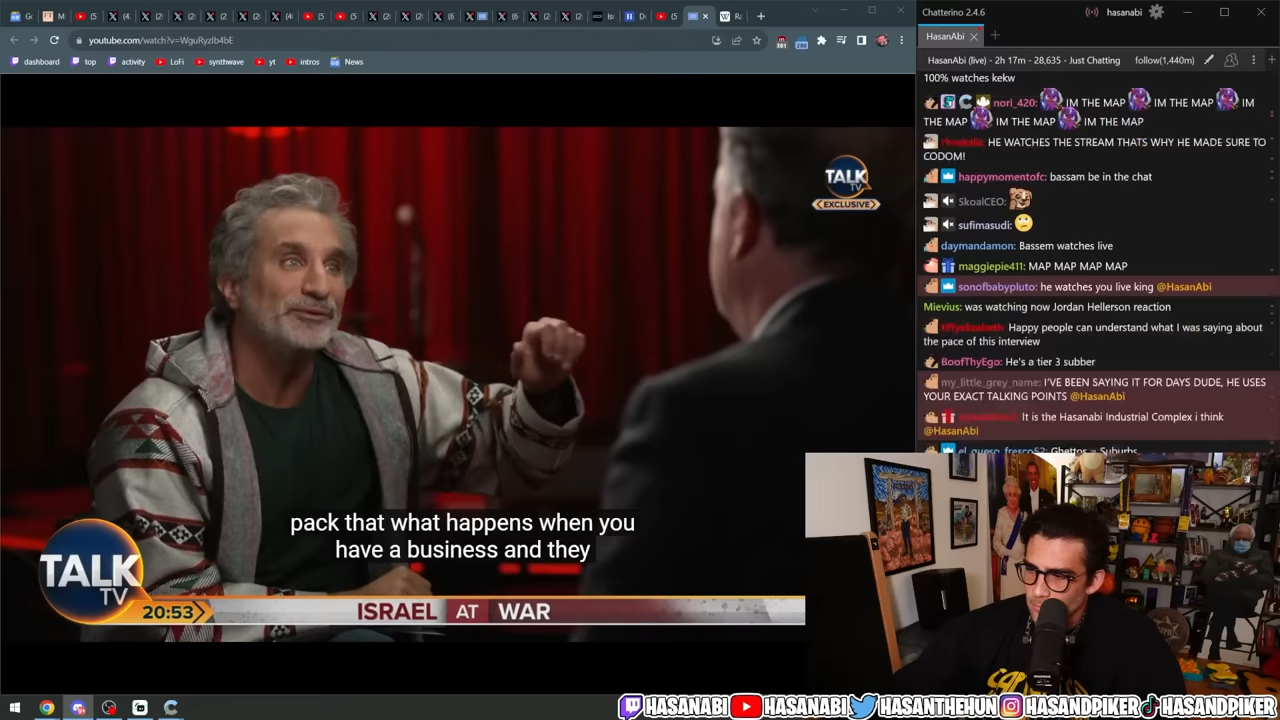 Chatterino 2.4.6
hasanabi
youtube.com/watch?v=WguRyzJb4bE
HasanAbi
dashboard
top
activity
LoFi
synthwave
yt
intros
News
HasanAbi (live) - 2h 17m - 28,635 - Just Chatting
follow(1,440m)
100% watches kekw
nori_420: IM THE MAP IM THE MAP IM
THE MAP IM THE MAP IM THE MAP
HE WATCHES THE STREAM THATS WHY HE MADE SURE TO
CODOM!
happymomentofc: bassam be in the chat
SkoalCEO:
sufimasudi:
daymandamon: Bassem watches live
maggiepie411: MAP MAP MAP MAP
sonofbabypluto: he watches you live king @HasanAbi
Mievius: was watching now Jordan Hellerson reaction
Happy people can understand what I was saying about
the pace of this interview
BoofThyEgo: He's a tier 3 subber
my_little_grey_name: I'VE BEEN SAYING IT FOR DAYS DUDE, HE USES
YOUR EXACT TALKING POINTS @HasanAbi
It is the Hasanabi Industrial Complex i think
@HasanAbi
el_queso_fresco52: Ghettos = Suburbs
TALK
TV
EXCLUSIVE
pack that what happens when you
have a business and they
TALK
TV
20:53
ISRAEL AT WAR
HASANABI
HASANABI
HASANTHEHUN
HASANDPIKER
HASANDPIKER